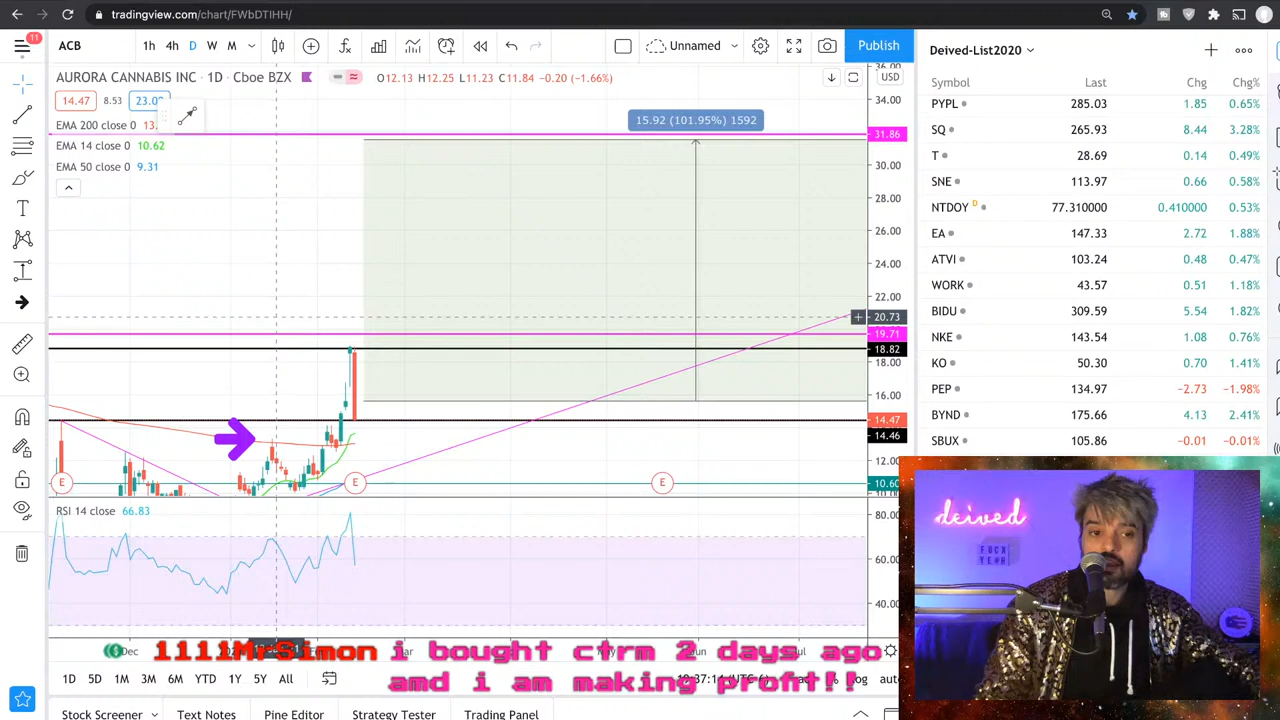 tradingview.com/chart/FWbDTIHH/
11
ACB
1h 4h D W M
Unnamed
Publish
AURORA CANNABIS INC · 1D · Cboe BZX
O12.13 H12.25 L11.23 C11.84 −0.20 (−1.66%)
USD
14.47 8.53
EMA 200 close 0
EMA 14 close 0 10.62
EMA 50 close 0 9.31
15.92 (101.95%) 1592
36.00
34.00
31.86
30.00
28.00
26.00
24.00
22.00
20.73
19.71
18.82
18.00
16.00
14.47
14.46
12.00
10.60
E E E
RSI 14 close 66.83
80.00
60.00
40.00
Deived-List2020
Symbol Last Chg Chg%
PYPL 285.03 1.85 0.65%
SQ 265.93 8.44 3.28%
T 28.69 0.14 0.49%
SNE 113.97 0.66 0.58%
NTDOY D 77.310000 0.410000 0.53%
EA 147.33 2.72 1.88%
ATVI 103.24 0.48 0.47%
WORK 43.57 0.51 1.18%
BIDU 309.59 5.54 1.82%
NKE 143.54 1.08 0.76%
KO 50.30 0.70 1.41%
PEP 134.97 −2.73 −1.98%
BYND 175.66 4.13 2.41%
SBUX 105.86 −0.01 −0.01%
deived
1111MrSimon i bought ctrm 2 days ago
and i am making profit!!
1D 5D 1M 3M 6M YTD 1Y 5Y All
Stock Screener Text Notes Pine Editor Strategy Tester Trading Panel